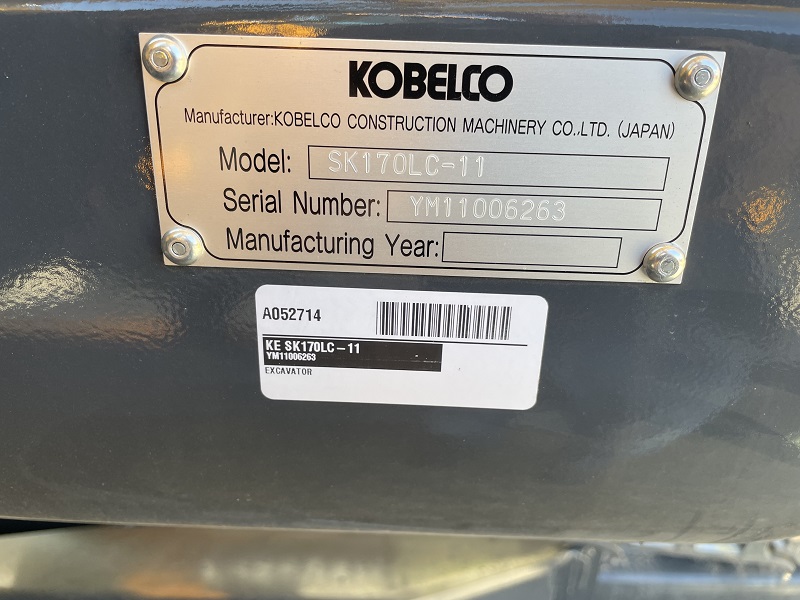 KOBELCO
Manufacturer:KOBELCO CONSTRUCTION MACHINERY CO.,LTD. (JAPAN)
Model: SK170LC-11
Serial Number: YM11006263
Manufacturing Year:
A052714
KE SK170LC-11
YM11006263
EXCAVATOR